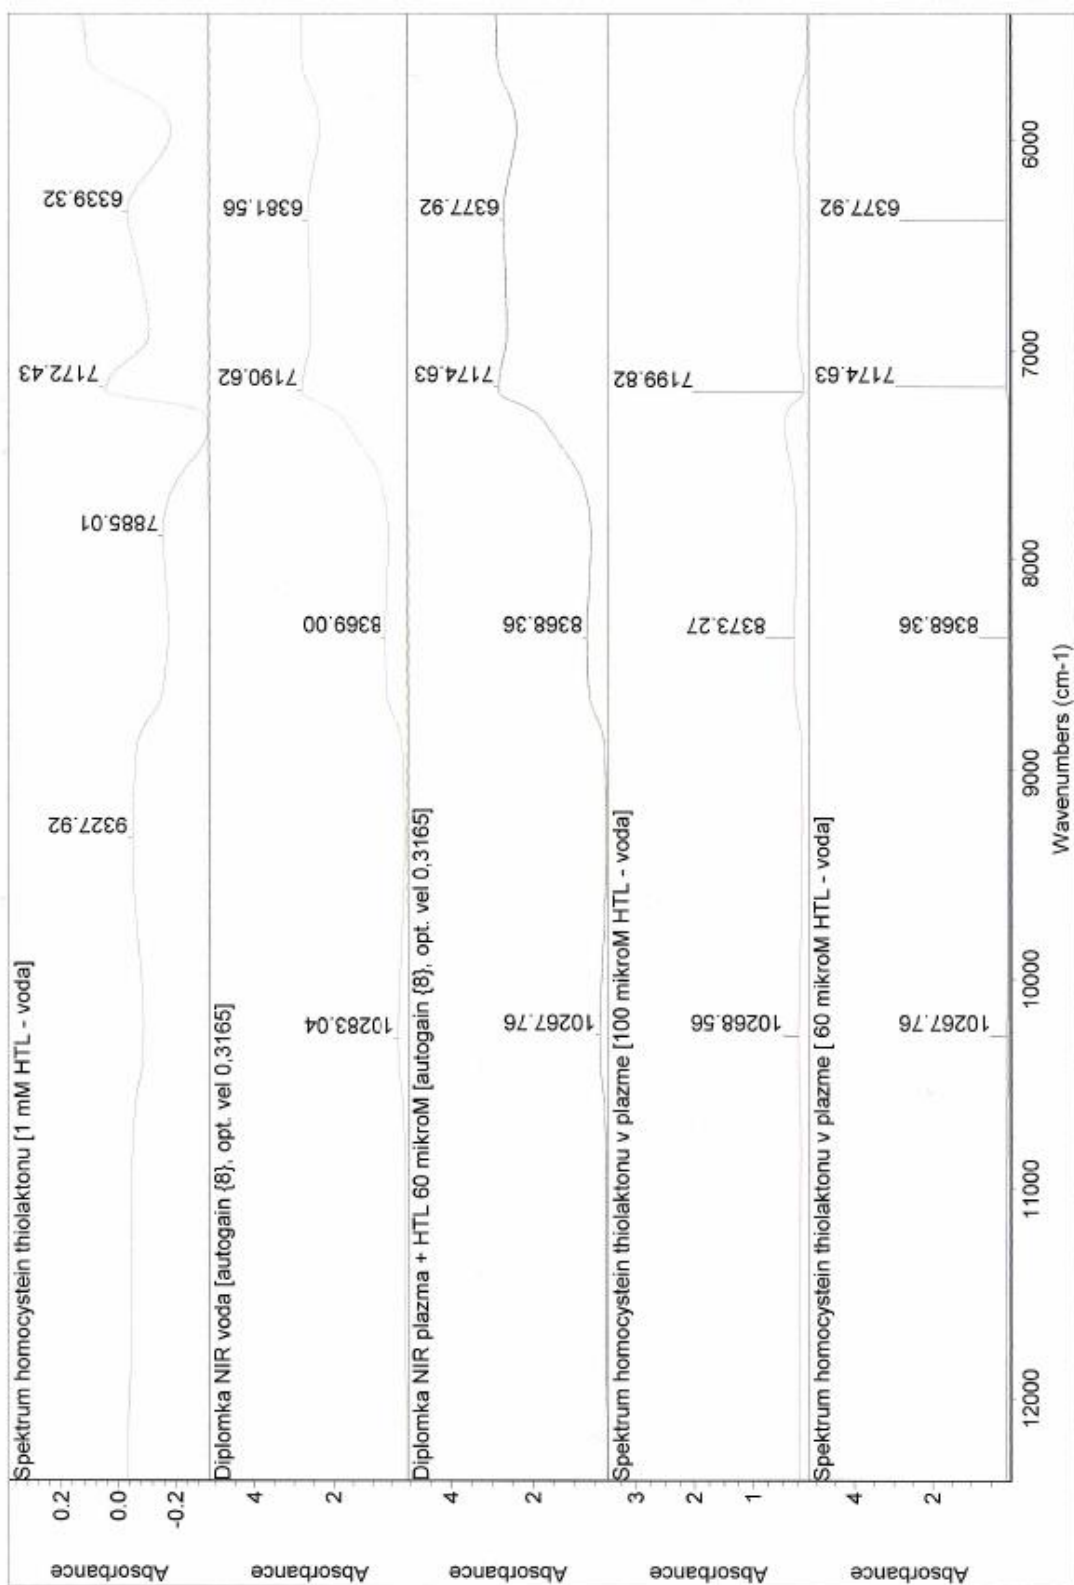 Spektrum homocystein thiolaktonu [1 mM HTL - voda]
Absorbance
0.2
0.0
-0.2
9327.92
7885.01
7172.43
6339.32
Diplomka NIR voda [autogain {8}, opt. vel 0,3165]
Absorbance
4
2
10283.04
8369.00
7190.62
6381.56
Diplomka NIR plazma + HTL 60 mikroM [autogain {8}, opt. vel 0,3165]
Absorbance
4
2
10267.76
8368.36
7174.63
6377.92
Spektrum homocystein thiolaktonu v plazme [100 mikroM HTL - voda]
Absorbance
3
2
1
10268.56
8373.27
7199.82
Spektrum homocystein thiolaktonu v plazme [ 60 mikroM HTL - voda]
Absorbance
4
2
10267.76
8368.36
7174.63
6377.92
12000 11000 10000 9000 8000 7000 6000
Wavenumbers (cm-1)